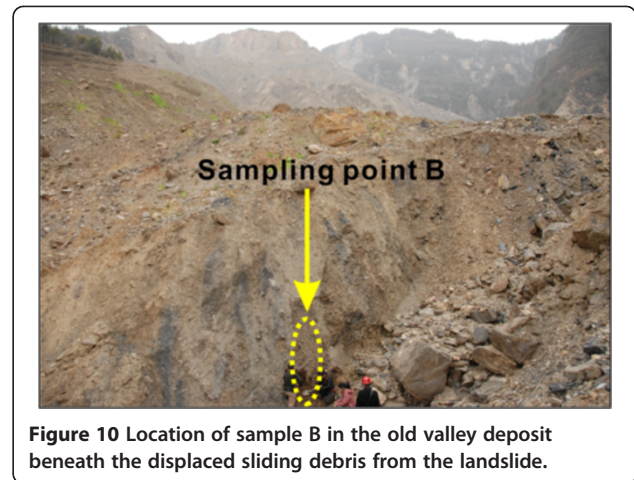 Sampling point B
Figure 10 Location of sample B in the old valley deposit
beneath the displaced sliding debris from the landslide.